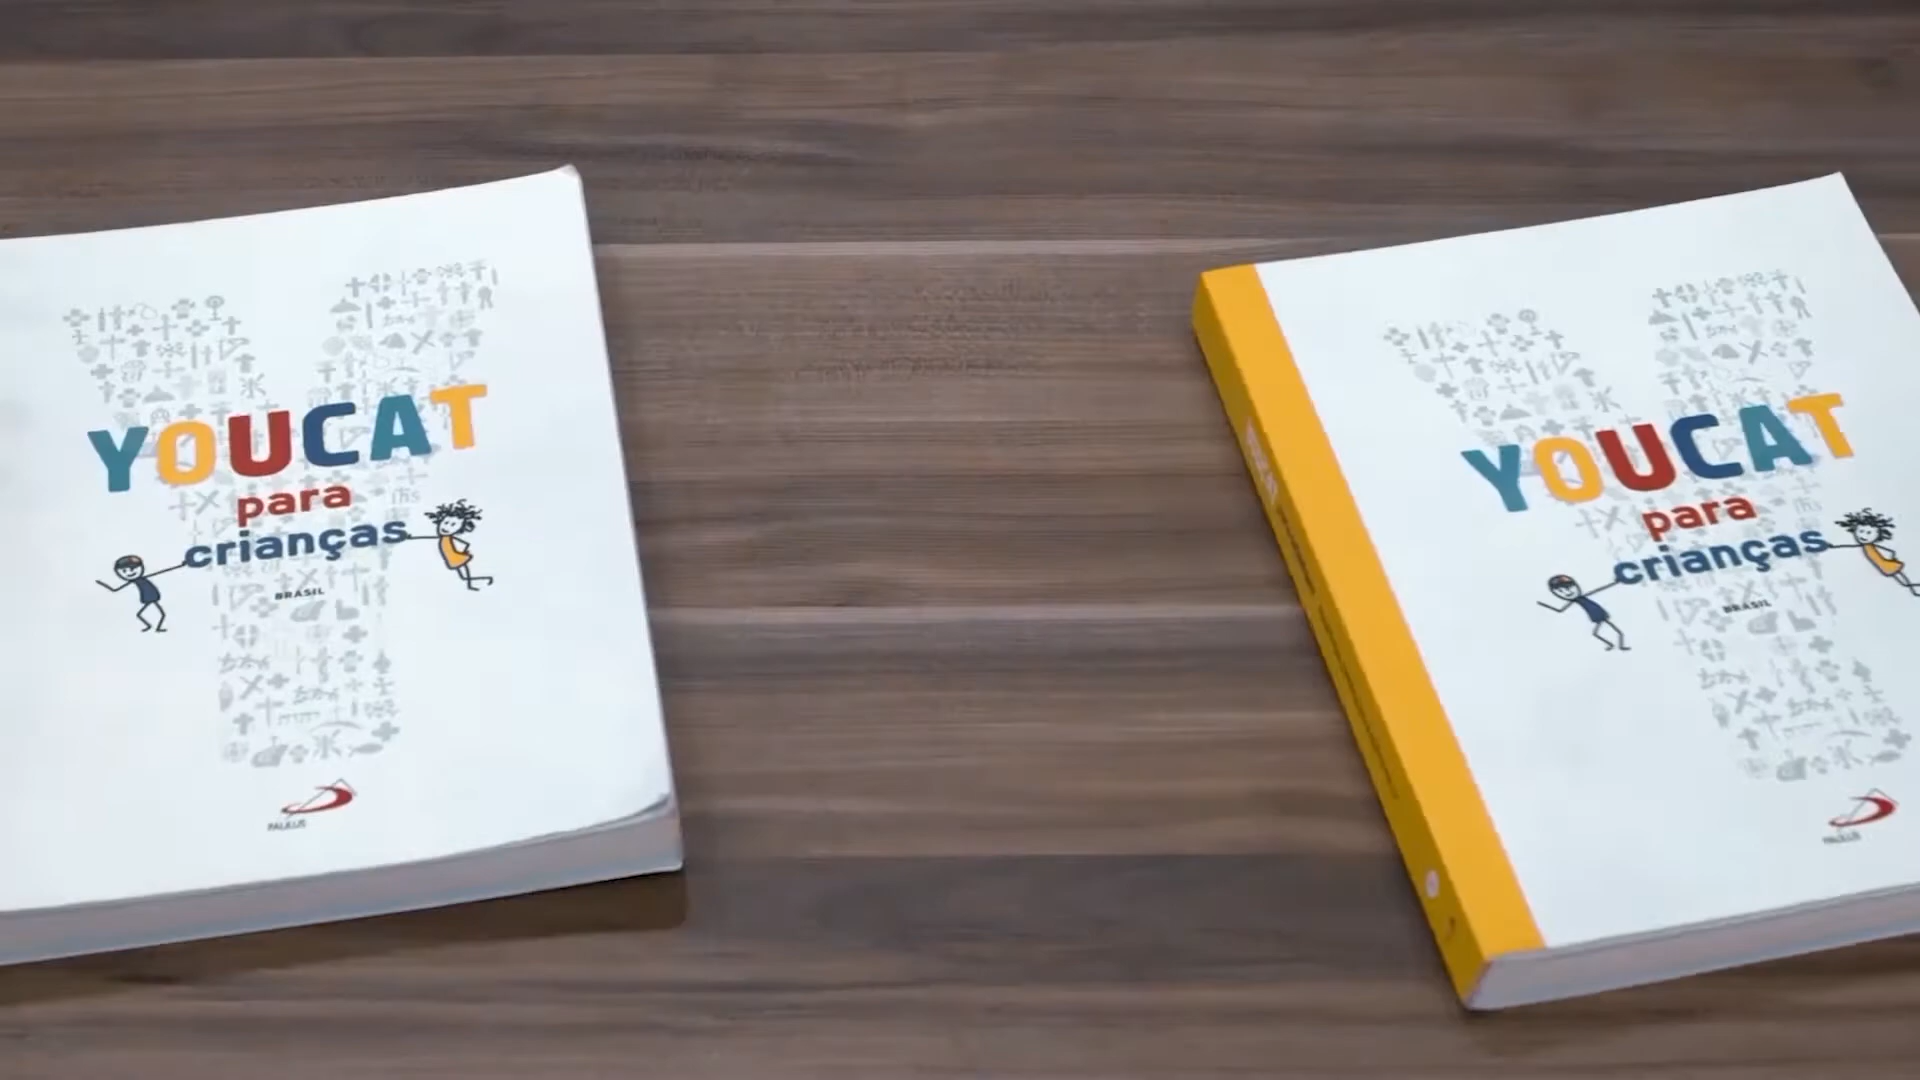 YOUCAT
para
crianças
BRASIL
PAULUS
YOUCAT
para
crianças
BRASIL
PAULUS